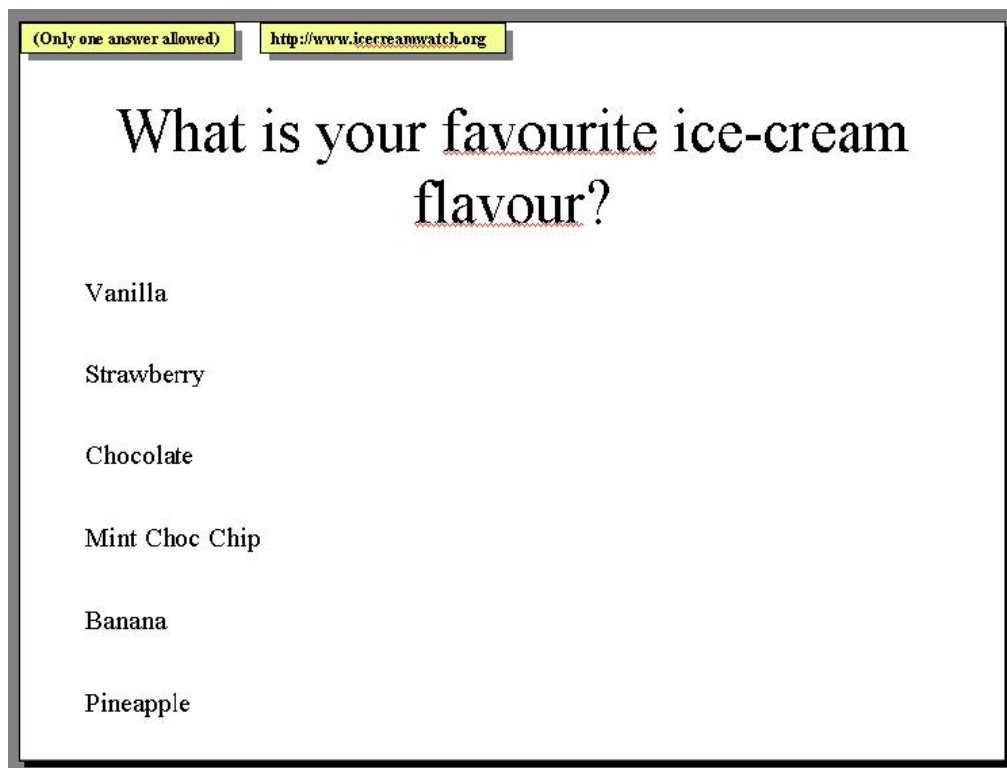 (Only one answer allowed)
http://www.icecreamwatch.org
What is your favourite ice-cream
flavour?
Vanilla
Strawberry
Chocolate
Mint Choc Chip
Banana
Pineapple